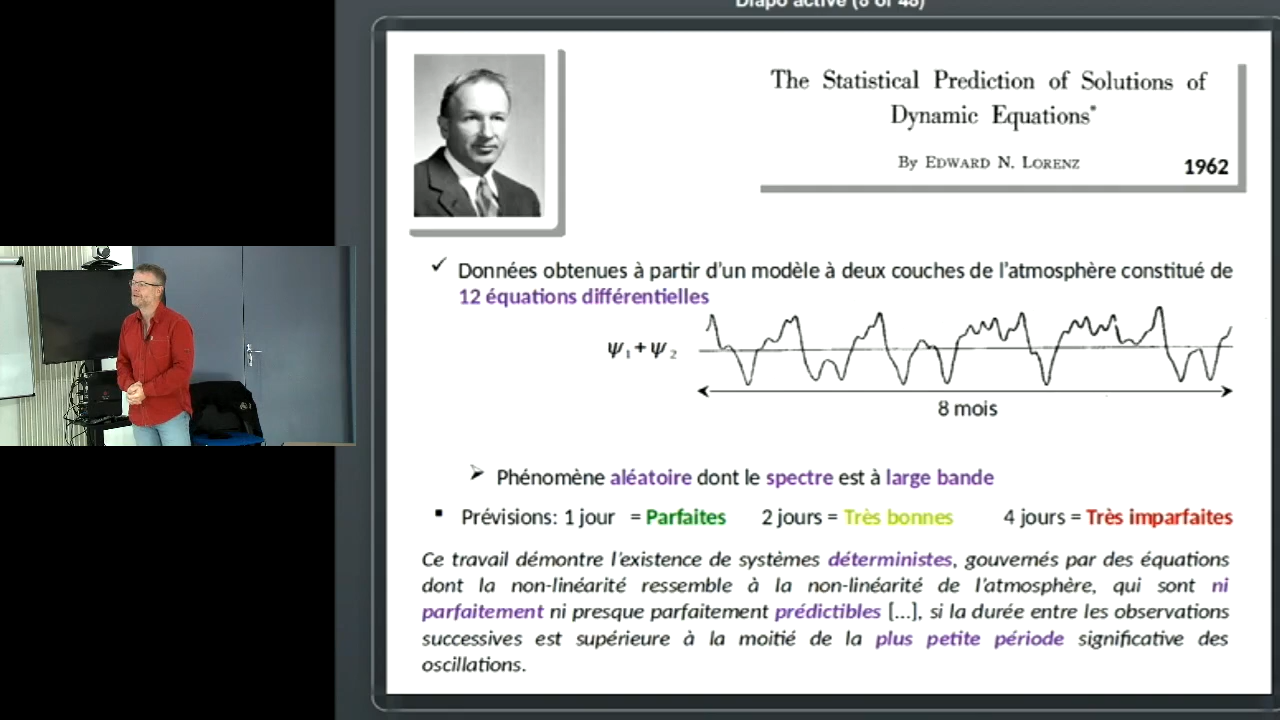 Diapo active (8 of 48)
The Statistical Prediction of Solutions of
Dynamic Equations*
By EDWARD N. LORENZ
1962
✓ Données obtenues à partir d'un modèle à deux couches de l'atmosphère constitué de
12 équations différentielles
ψ₁+ψ₂
8 mois
➢ Phénomène aléatoire dont le spectre est à large bande
▪ Prévisions: 1 jour = Parfaites 2 jours = Très bonnes 4 jours = Très imparfaites
Ce travail démontre l'existence de systèmes déterministes, gouvernés par des équations
dont la non-linéarité ressemble à la non-linéarité de l'atmosphère, qui sont ni
parfaitement ni presque parfaitement prédictibles [...], si la durée entre les observations
successives est supérieure à la moitié de la plus petite période significative des
oscillations.